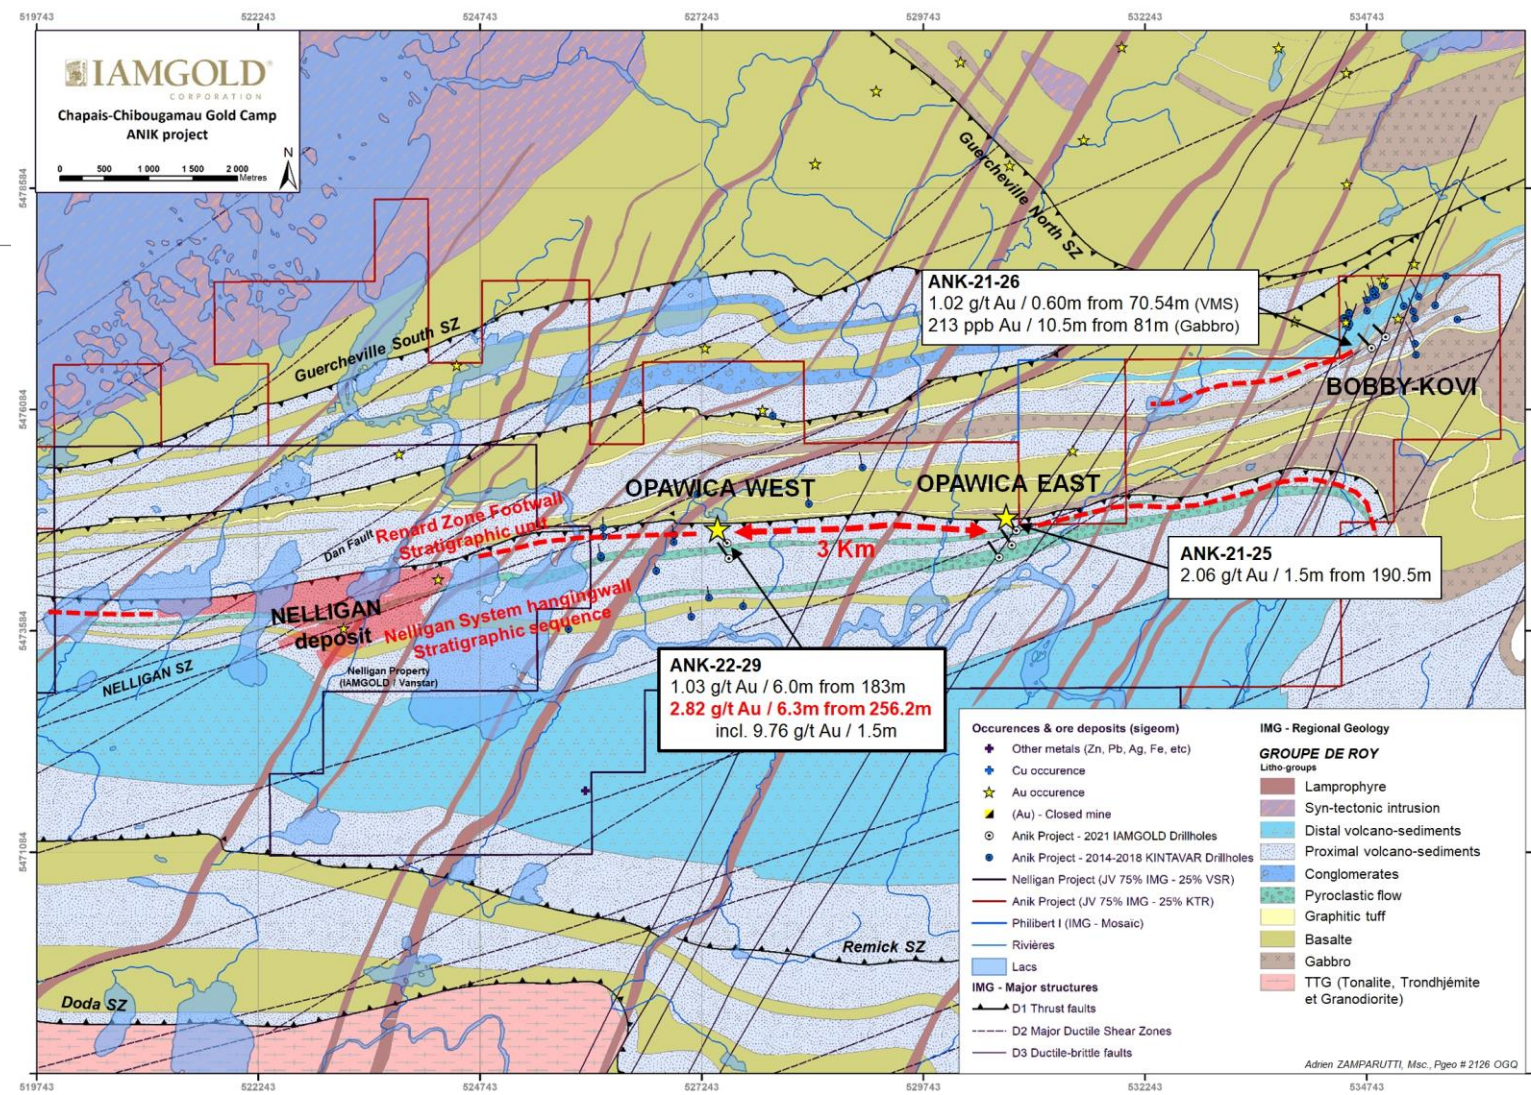 519743
522243
524743
527243
529743
532243
534743
IAMGOLD®
CORPORATION
Chapais-Chibougamau Gold Camp
ANIK project
0 500 1 000 1 500 2 000
Metres
N
5478584
5476084
5473584
5471084
Guercheville North SZ
Guercheville South SZ
ANK-21-26
1.02 g/t Au / 0.60m from 70.54m (VMS)
213 ppb Au / 10.5m from 81m (Gabbro)
BOBBY-KOVI
OPAWICA WEST
OPAWICA EAST
3 Km
Dan Fault
Renard Zone Footwall
Stratigraphic unit
ANK-21-25
2.06 g/t Au / 1.5m from 190.5m
NELLIGAN
deposit
Nelligan System hangingwall
Stratigraphic sequence
NELLIGAN SZ
Nelligan Property
(IAMGOLD / Vanstar)
ANK-22-29
1.03 g/t Au / 6.0m from 183m
2.82 g/t Au / 6.3m from 256.2m
incl. 9.76 g/t Au / 1.5m
Remick SZ
Doda SZ
Occurences & ore deposits (sigeom)
Other metals (Zn, Pb, Ag, Fe, etc)
Cu occurence
Au occurence
(Au) - Closed mine
Anik Project - 2021 IAMGOLD Drillholes
Anik Project - 2014-2018 KINTAVAR Drillholes
Nelligan Project (JV 75% IMG - 25% VSR)
Anik Project (JV 75% IMG - 25% KTR)
Philibert I (IMG - Mosaïc)
Rivières
Lacs
IMG - Major structures
D1 Thrust faults
D2 Major Ductile Shear Zones
D3 Ductile-brittle faults
IMG - Regional Geology
GROUPE DE ROY
Litho-groups
Lamprophyre
Syn-tectonic intrusion
Distal volcano-sediments
Proximal volcano-sediments
Conglomerates
Pyroclastic flow
Graphitic tuff
Basalte
Gabbro
TTG (Tonalite, Trondhjémite
et Granodiorite)
Adrien ZAMPARUTTI, Msc., Pgeo # 2126 OGQ
519743
522243
524743
527243
529743
532243
534743